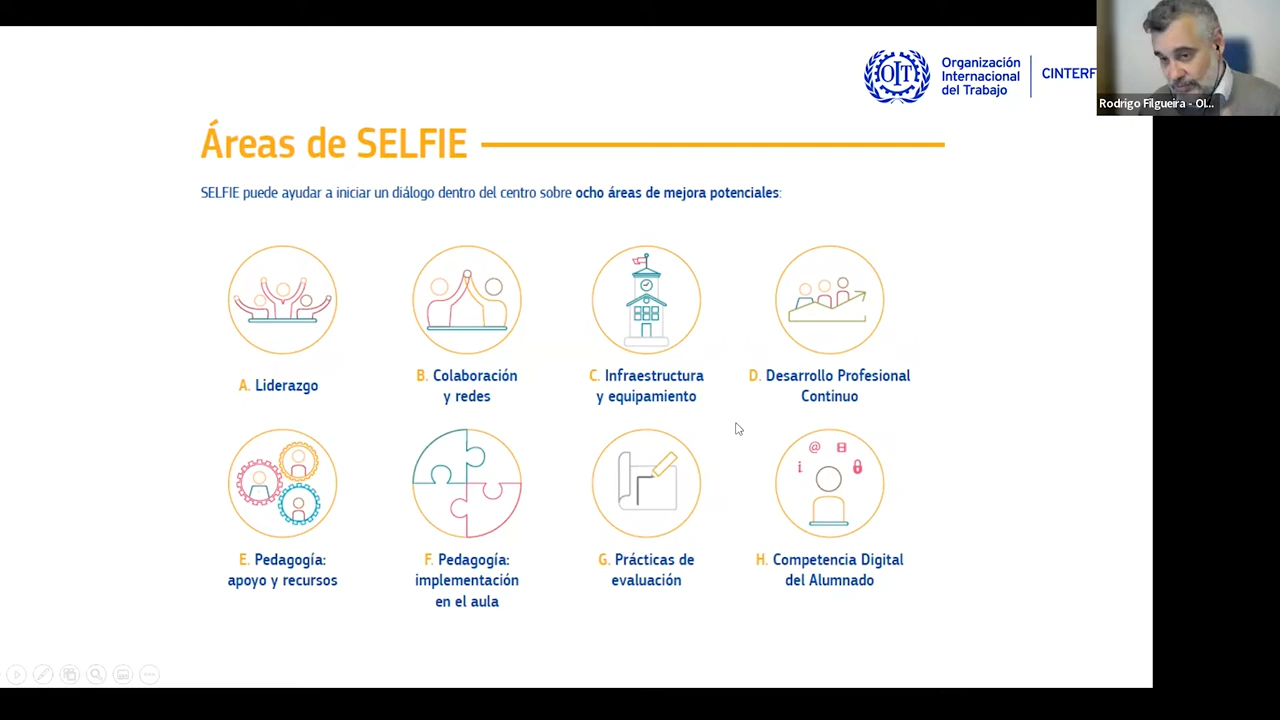 OIT
Organización
Internacional
del Trabajo
CINTERF
Rodrigo Filgueira - OI...
Áreas de SELFIE
SELFIE puede ayudar a iniciar un diálogo dentro del centro sobre ocho áreas de mejora potenciales:
A. Liderazgo
B. Colaboración
y redes
C. Infraestructura
y equipamiento
D. Desarrollo Profesional
Continuo
@
i
E. Pedagogía:
apoyo y recursos
F. Pedagogía:
implementación
en el aula
G. Prácticas de
evaluación
H. Competencia Digital
del Alumnado